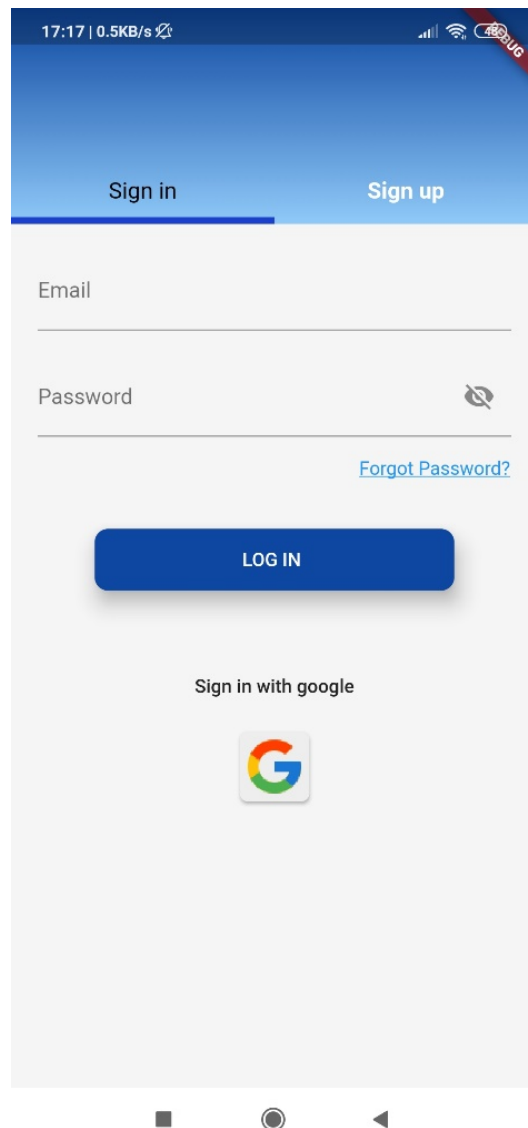 17:17 | 0.5KB/s
DEBUG
Sign in
Sign up
Email
Password
Forgot Password?
LOG IN
Sign in with google
G